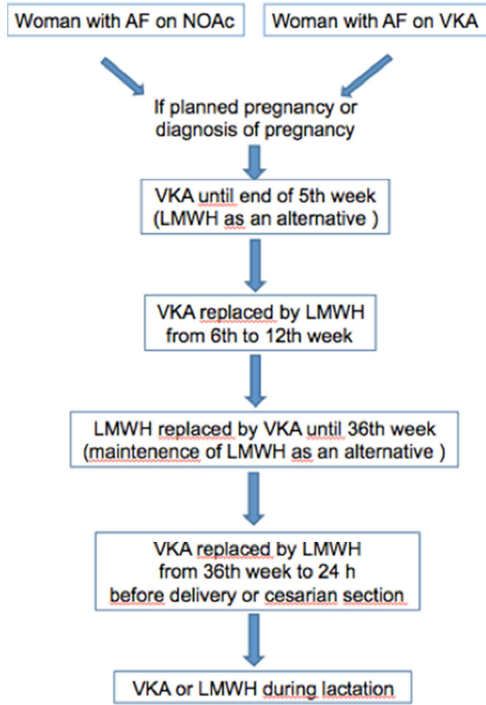 Woman with AF on NOAc
Woman with AF on VKA
If planned pregnancy or
diagnosis of pregnancy
VKA until end of 5th week
(LMWH as an alternative )
VKA replaced by LMWH
from 6th to 12th week
LMWH replaced by VKA until 36th week
(maintenence of LMWH as an alternative )
VKA replaced by LMWH
from 36th week to 24 h
before delivery or cesarian section
VKA or LMWH during lactation